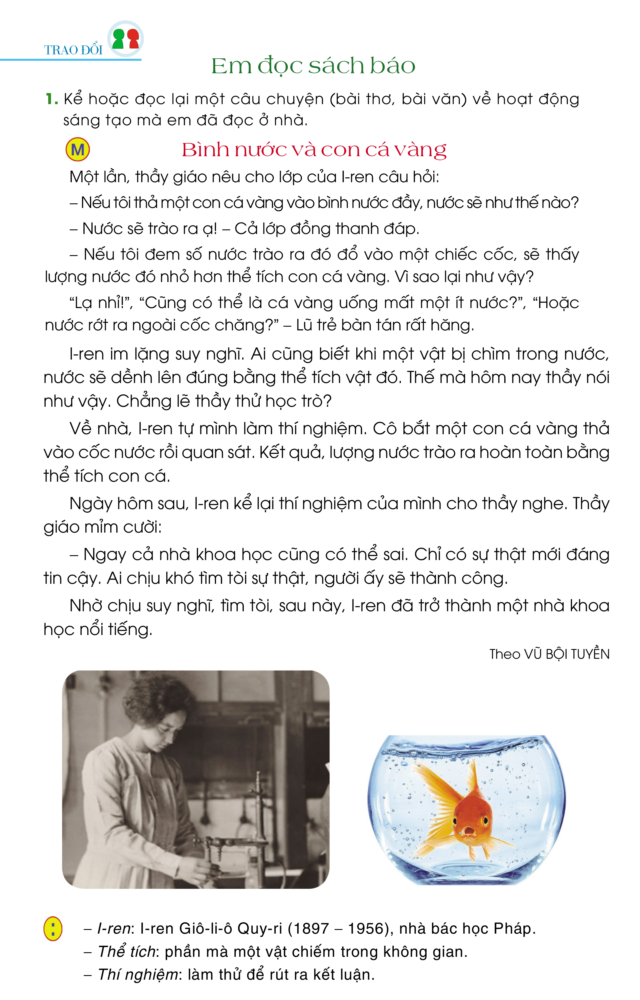 TRAO ĐỔI
Em đọc sách báo
1. Kể hoặc đọc lại một câu chuyện (bài thơ, bài văn) về hoạt động
sáng tạo mà em đã đọc ở nhà.
M
Bình nước và con cá vàng
Một lần, thầy giáo nêu cho lớp của I-ren câu hỏi:
– Nếu tôi thả một con cá vàng vào bình nước đầy, nước sẽ như thế nào?
– Nước sẽ trào ra ạ! – Cả lớp đồng thanh đáp.
– Nếu tôi đem số nước trào ra đó đổ vào một chiếc cốc, sẽ thấy
lượng nước đó nhỏ hơn thể tích con cá vàng. Vì sao lại như vậy?
“Lạ nhỉ!”, “Cũng có thể là cá vàng uống mất một ít nước?”, “Hoặc
nước rớt ra ngoài cốc chăng?” – Lũ trẻ bàn tán rất hăng.
I-ren im lặng suy nghĩ. Ai cũng biết khi một vật bị chìm trong nước,
nước sẽ dềnh lên đúng bằng thể tích vật đó. Thế mà hôm nay thầy nói
như vậy. Chẳng lẽ thầy thử học trò?
Về nhà, I-ren tự mình làm thí nghiệm. Cô bắt một con cá vàng thả
vào cốc nước rồi quan sát. Kết quả, lượng nước trào ra hoàn toàn bằng
thể tích con cá.
Ngày hôm sau, I-ren kể lại thí nghiệm của mình cho thầy nghe. Thầy
giáo mỉm cười:
– Ngay cả nhà khoa học cũng có thể sai. Chỉ có sự thật mới đáng
tin cậy. Ai chịu khó tìm tòi sự thật, người ấy sẽ thành công.
Nhờ chịu suy nghĩ, tìm tòi, sau này, I-ren đã trở thành một nhà khoa
học nổi tiếng.
Theo VŨ BỘI TUYỀN
:
– I-ren: I-ren Giô-li-ô Quy-ri (1897 – 1956), nhà bác học Pháp.
– Thể tích: phần mà một vật chiếm trong không gian.
– Thí nghiệm: làm thử để rút ra kết luận.